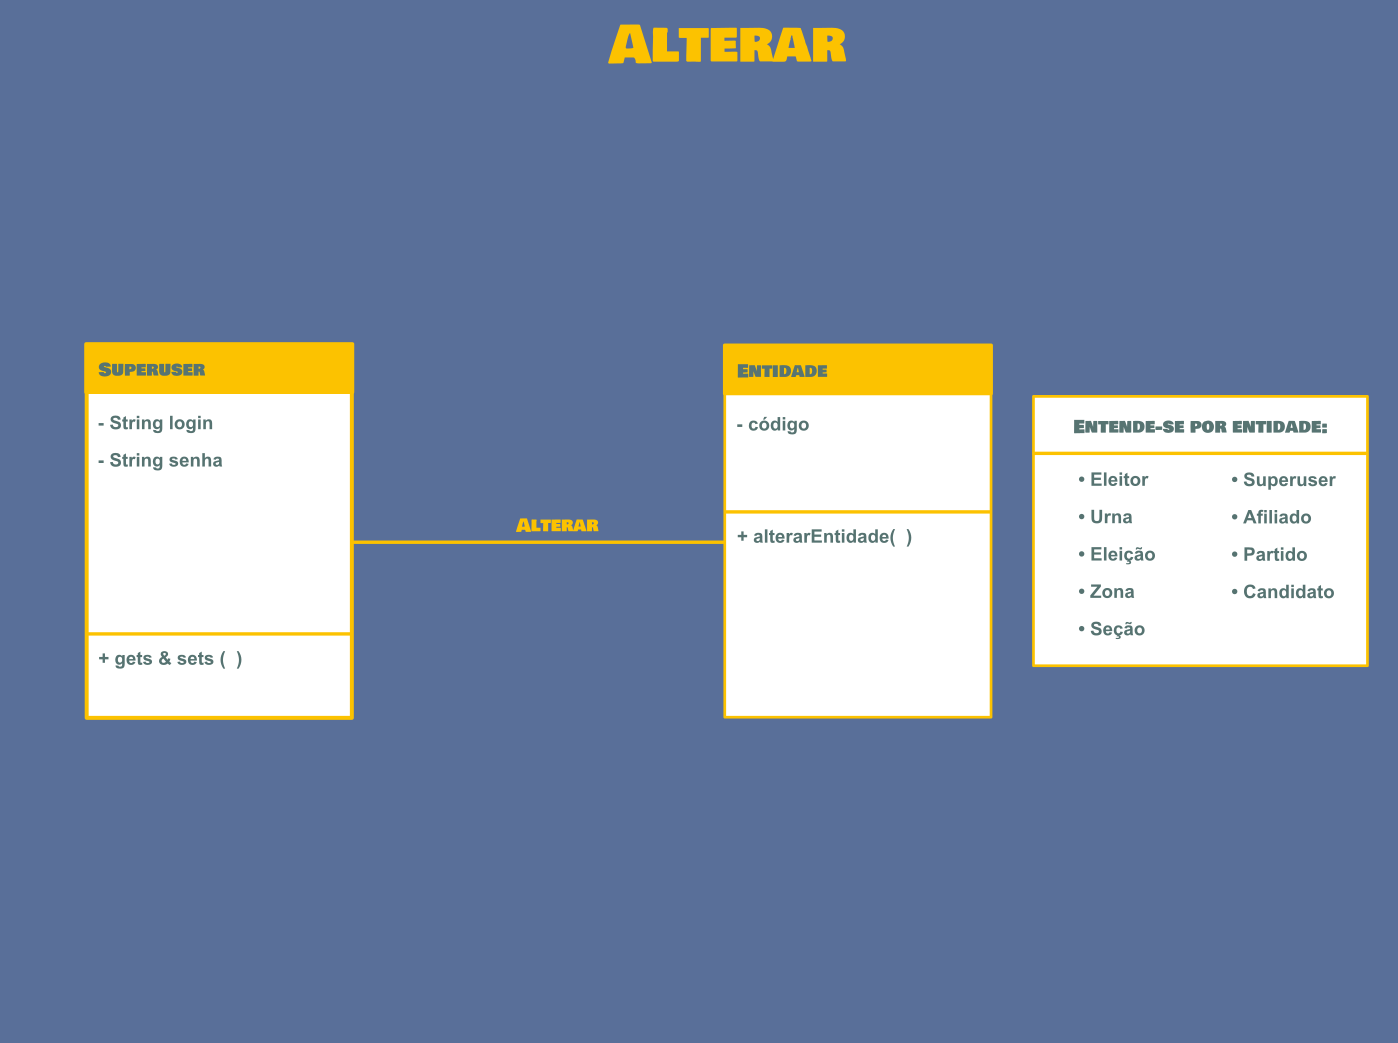 Alterar
Superuser
- String login
- String senha
+ gets & sets (  )
Alterar
Entidade
- código
+ alterarEntidade(  )
Entende-se por entidade:
• Eleitor
• Urna
• Eleição
• Zona
• Seção
• Superuser
• Afiliado
• Partido
• Candidato